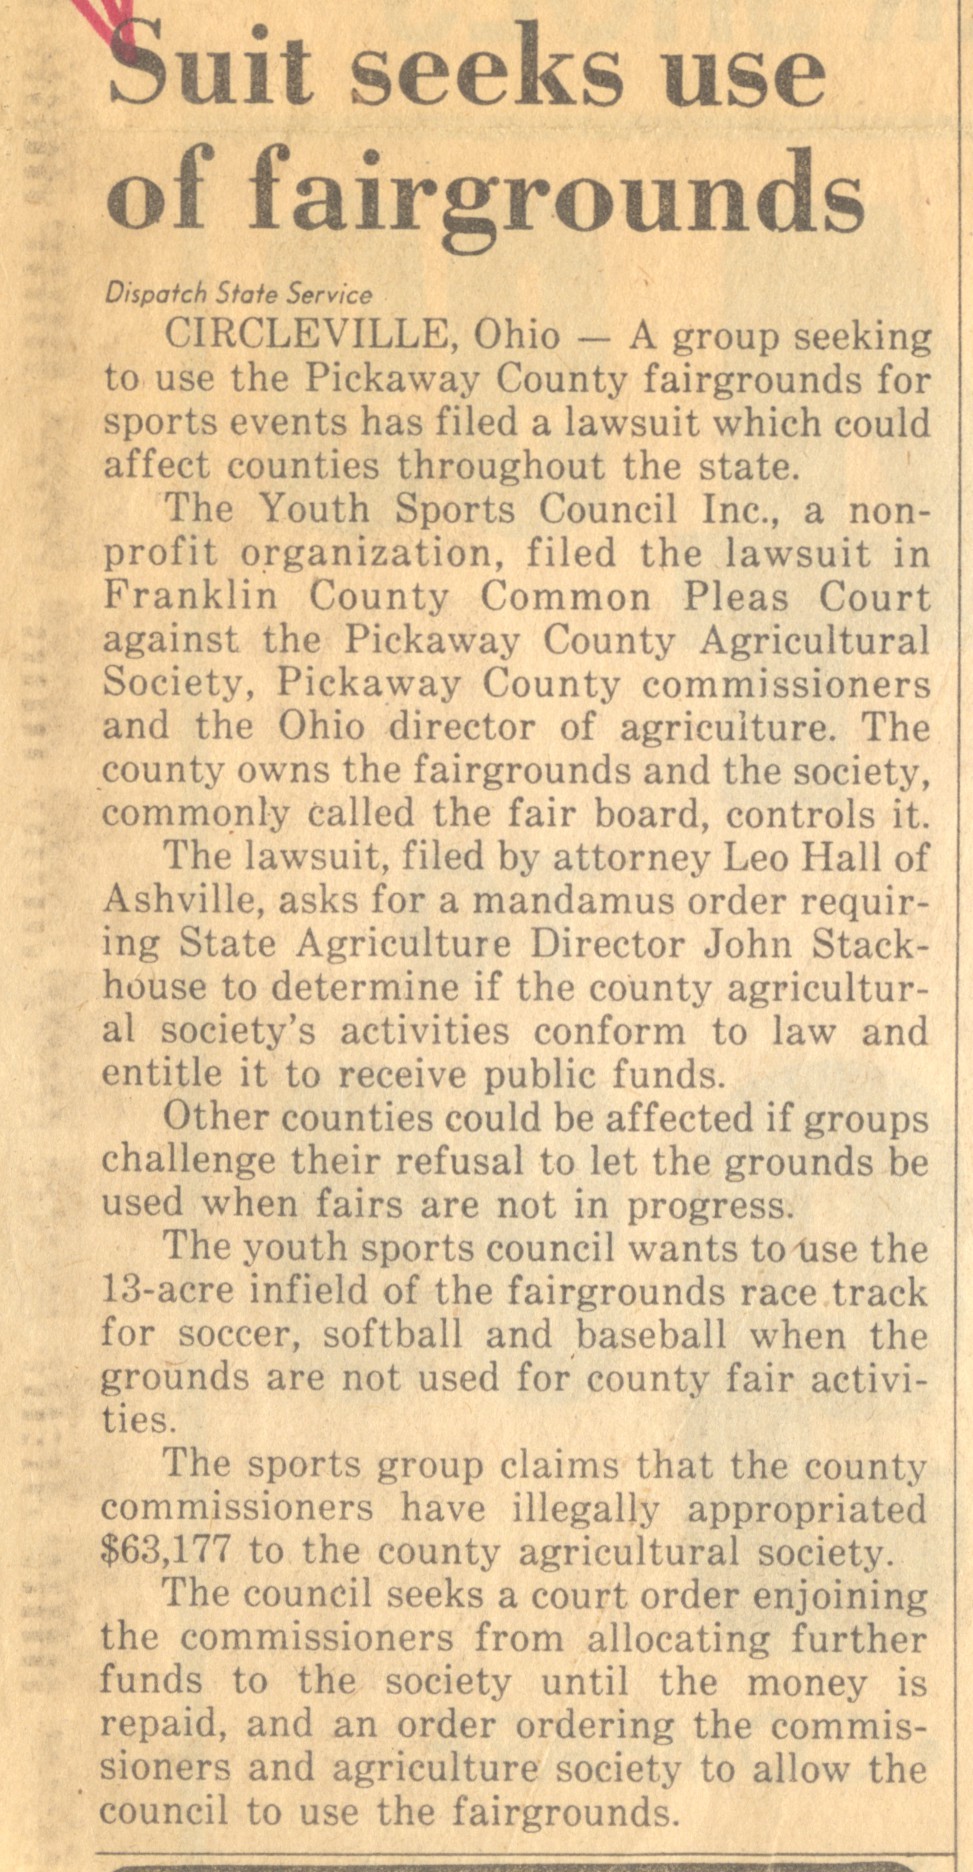 Suit seeks use
of fairgrounds
Dispatch State Service
CIRCLEVILLE, Ohio — A group seeking
to use the Pickaway County fairgrounds for
sports events has filed a lawsuit which could
affect counties throughout the state.
The Youth Sports Council Inc., a non-
profit organization, filed the lawsuit in
Franklin County Common Pleas Court
against the Pickaway County Agricultural
Society, Pickaway County commissioners
and the Ohio director of agriculture. The
county owns the fairgrounds and the society,
commonly called the fair board, controls it.
The lawsuit, filed by attorney Leo Hall of
Ashville, asks for a mandamus order requir-
ing State Agriculture Director John Stack-
house to determine if the county agricultur-
al society's activities conform to law and
entitle it to receive public funds.
Other counties could be affected if groups
challenge their refusal to let the grounds be
used when fairs are not in progress.
The youth sports council wants to use the
13-acre infield of the fairgrounds race track
for soccer, softball and baseball when the
grounds are not used for county fair activi-
ties.
The sports group claims that the county
commissioners have illegally appropriated
$63,177 to the county agricultural society.
The council seeks a court order enjoining
the commissioners from allocating further
funds to the society until the money is
repaid, and an order ordering the commis-
sioners and agriculture society to allow the
council to use the fairgrounds.